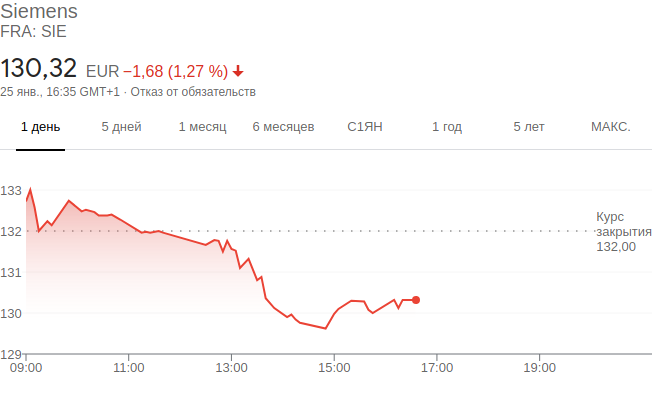 Siemens
FRA: SIE
130,32 EUR −1,68 (1,27 %)
25 янв., 16:35 GMT+1 · Отказ от обязательств
1 день 5 дней 1 месяц 6 месяцев С1ЯН 1 год 5 лет МАКС.
133
132
131
130
129
Курс
закрытия
132,00
09:00 11:00 13:00 15:00 17:00 19:00